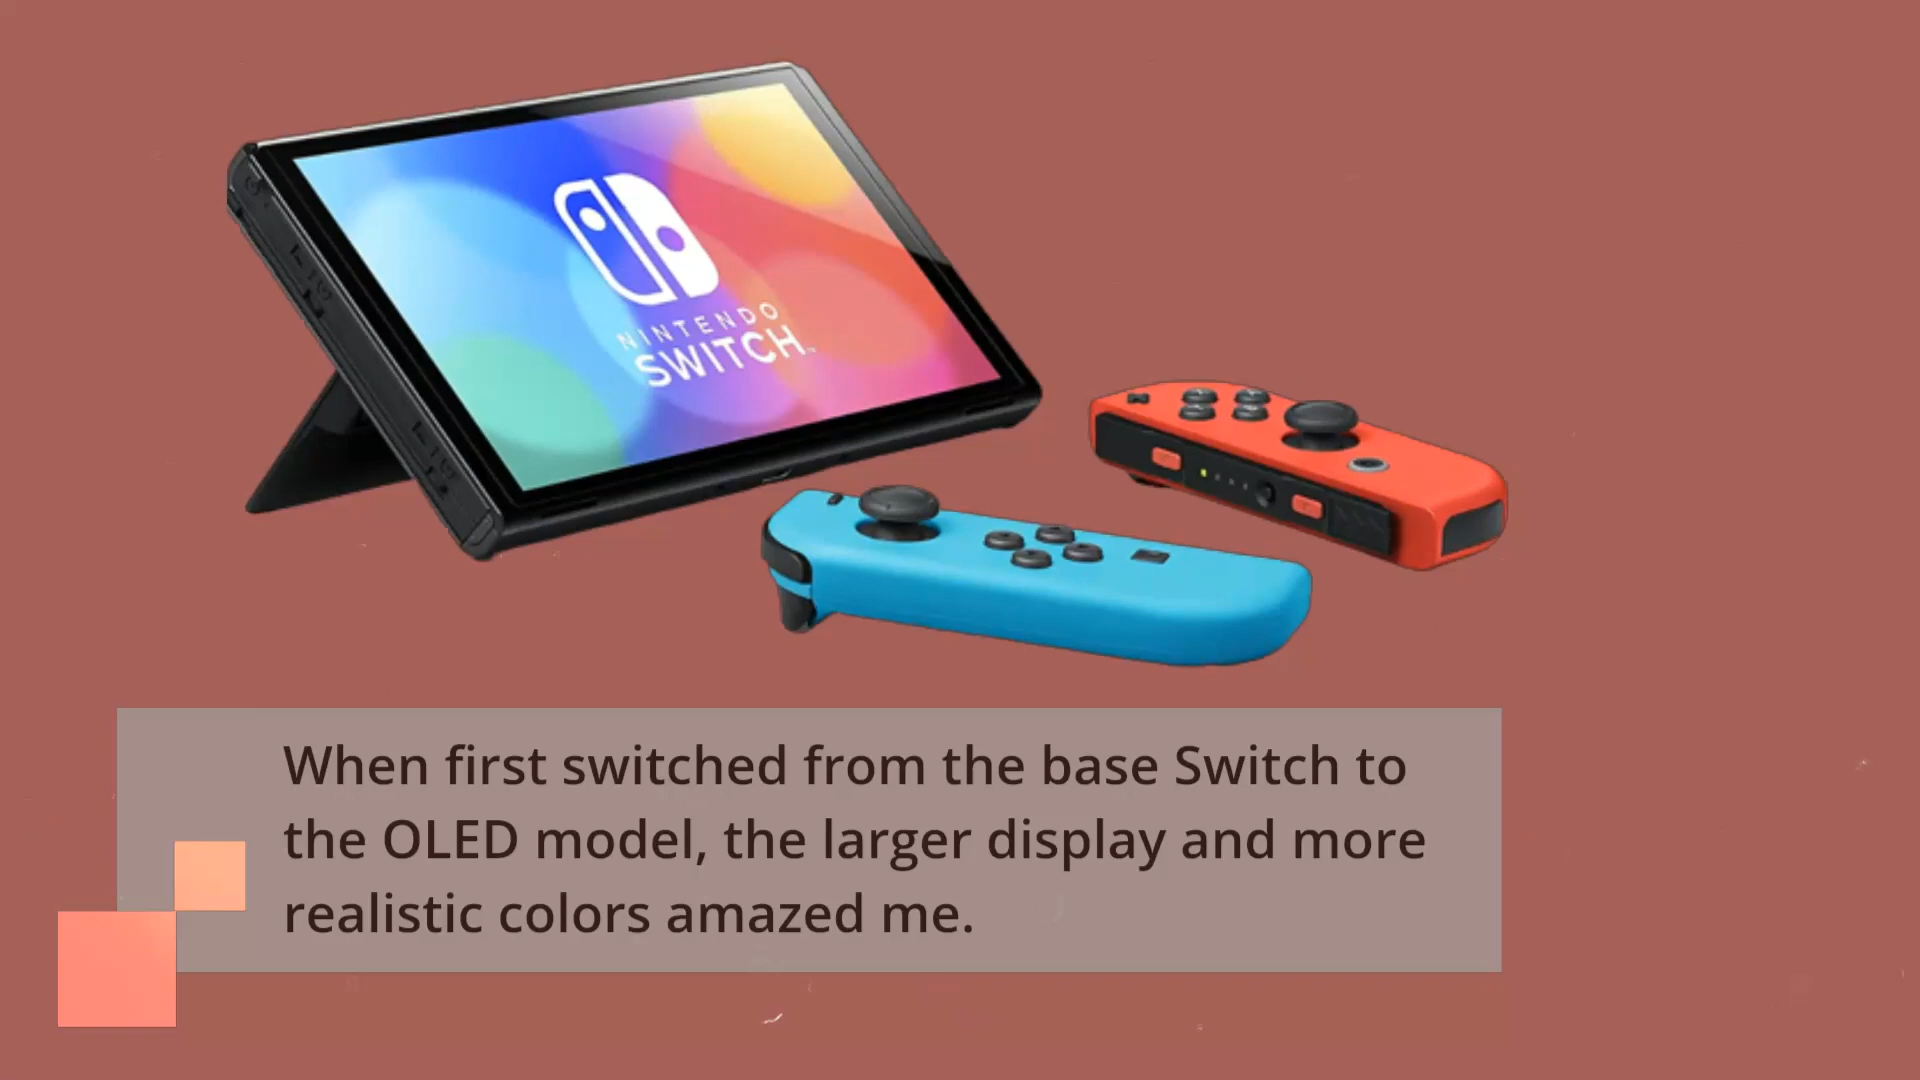 NINTENDO
SWITCH™
When first switched from the base Switch to
the OLED model, the larger display and more
realistic colors amazed me.